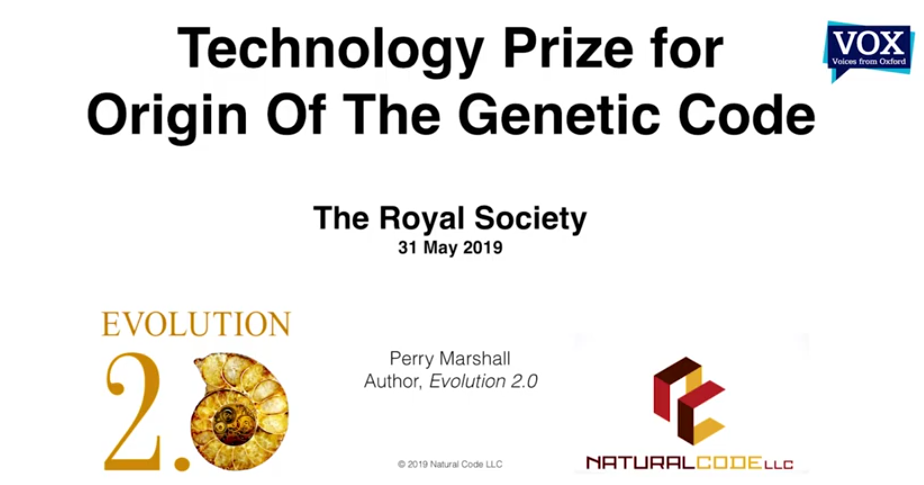 Technology Prize for
Origin Of The Genetic Code
VOX
Voices from Oxford
The Royal Society
31 May 2019
EVOLUTION
2.0
Perry Marshall
Author, Evolution 2.0
© 2019 Natural Code LLC
NATURALCODE LLC